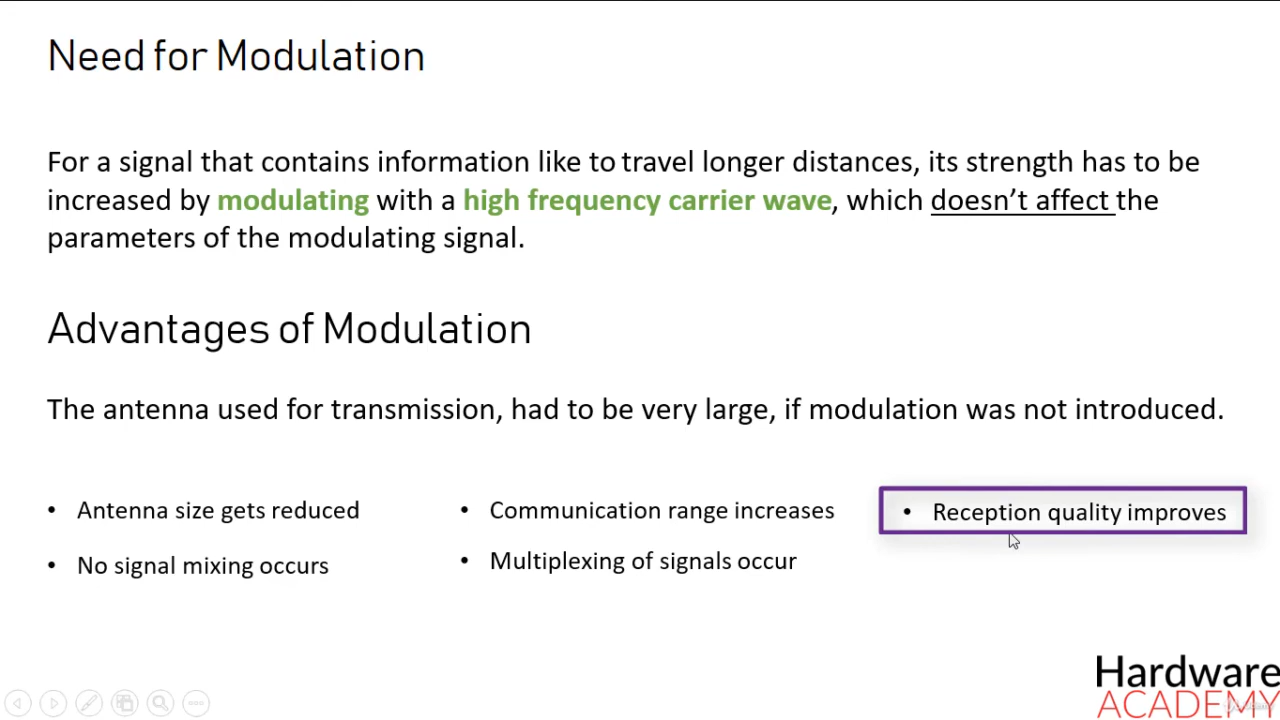 Need for Modulation
For a signal that contains information like to travel longer distances, its strength has to be
increased by modulating with a high frequency carrier wave, which doesn’t affect the
parameters of the modulating signal.
Advantages of Modulation
The antenna used for transmission, had to be very large, if modulation was not introduced.
• Antenna size gets reduced
• No signal mixing occurs
• Communication range increases
• Multiplexing of signals occur
• Reception quality improves
Hardware
ACADEMY